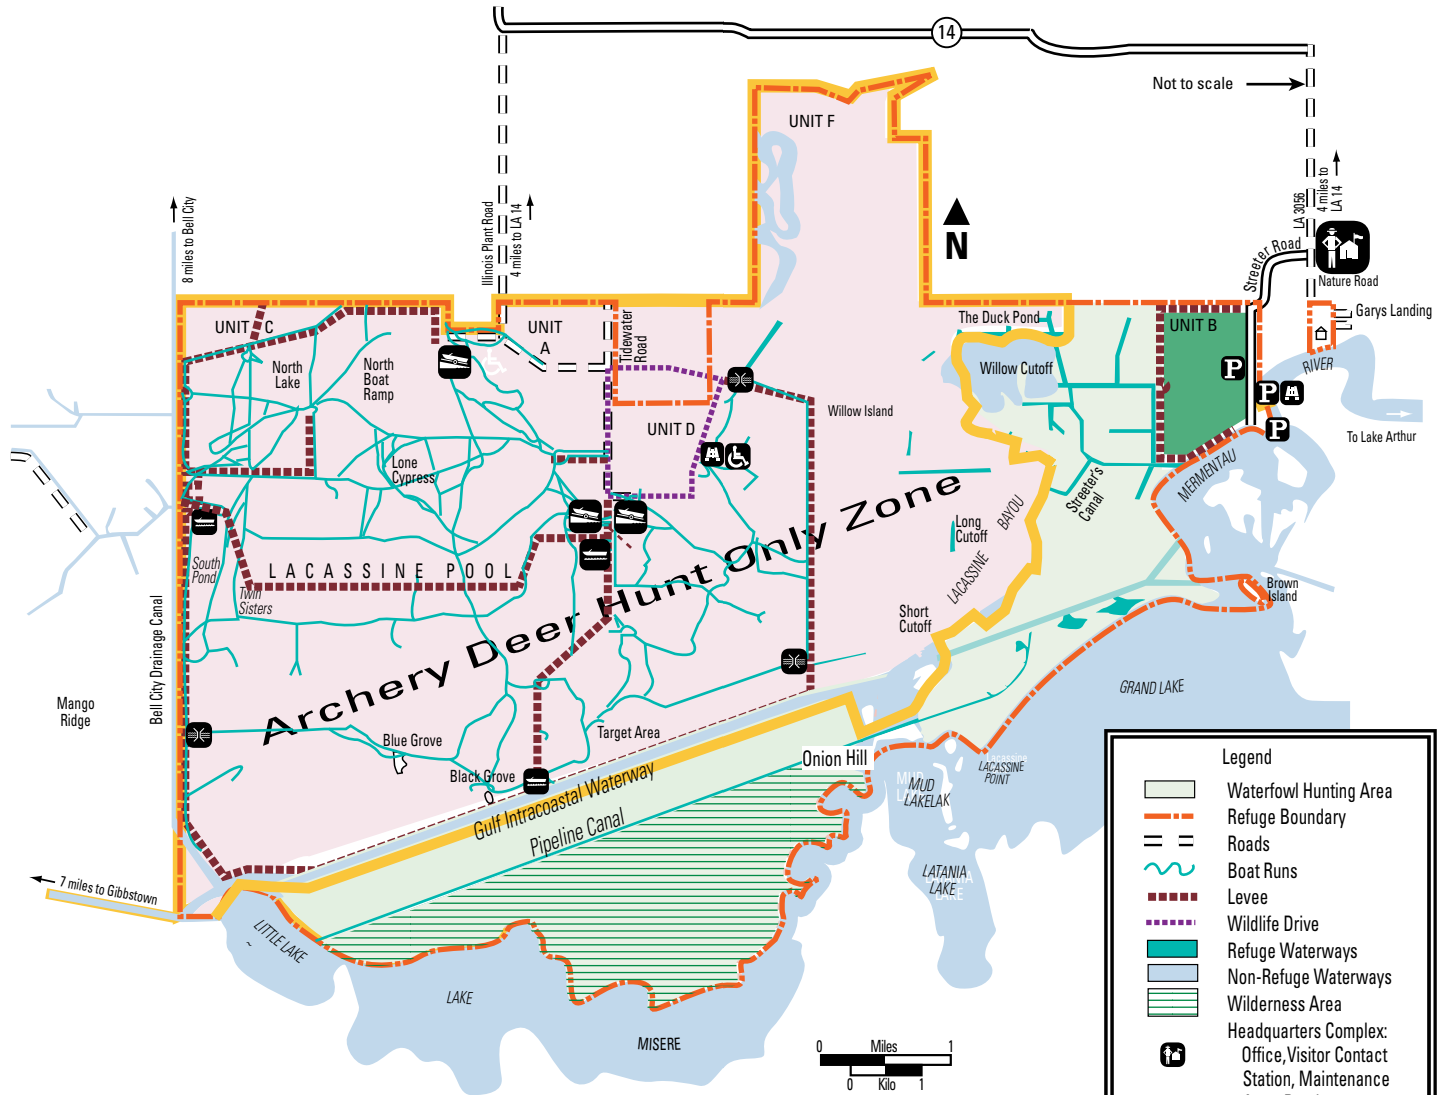 14
Not to scale
UNIT F
8 miles to Bell City
Illinois Plant Road
4 miles to LA 14
LA 3056
4 miles to
LA 14
N
Streeter Road
Nature Road
Garys Landing
UNIT C
UNIT
A
Tidewater
Road
The Duck Pond
UNIT B
RIVER
North
Lake
North
Boat
Ramp
Willow Cutoff
P
P
P
Willow Island
UNIT D
To Lake Arthur
Lone
Cypress
MERMENTAU
Streeter's
Canal
Archery Deer Hunt Only Zone
Long
Cutoff
BAYOU
LACASSINE
South
Pond
LACASSINE POOL
Twin
Sisters
Brown
Island
Short
Cutoff
Bell City Drainage Canal
Mango
Ridge
GRAND LAKE
Blue Grove
Target Area
Black Grove
Onion Hill
Gulf Intracoastal Waterway
Pipeline Canal
LACASSINE
POINT
MUD
LAKELAK
LATANIA
LAKE
7 miles to Gibbstown
LITTLE LAKE
LAKE
MISERE
0 Miles 1
0 Kilo 1
Legend
Waterfowl Hunting Area
Refuge Boundary
Roads
Boat Runs
Levee
Wildlife Drive
Refuge Waterways
Non-Refuge Waterways
Wilderness Area
Headquarters Complex:
Office,Visitor Contact
Station, Maintenance